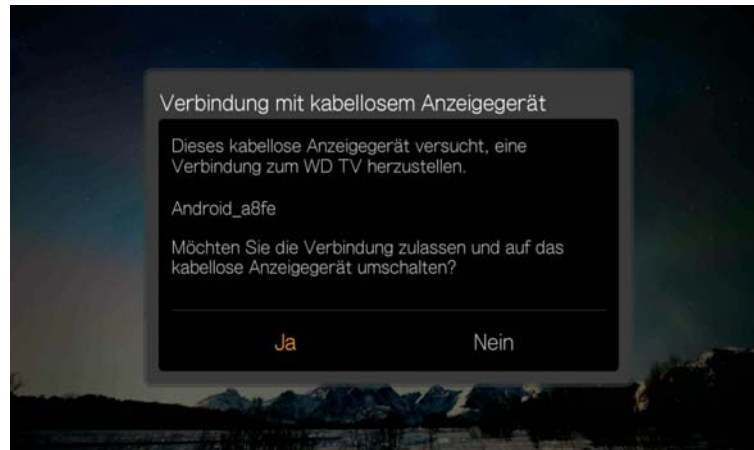 Verbindung mit kabellosem Anzeigegerät
Dieses kabellose Anzeigegerät versucht, eine
Verbindung zum WD TV herzustellen.
Android_a8fe
Möchten Sie die Verbindung zulassen und auf das
kabellose Anzeigegerät umschalten?
Ja
Nein